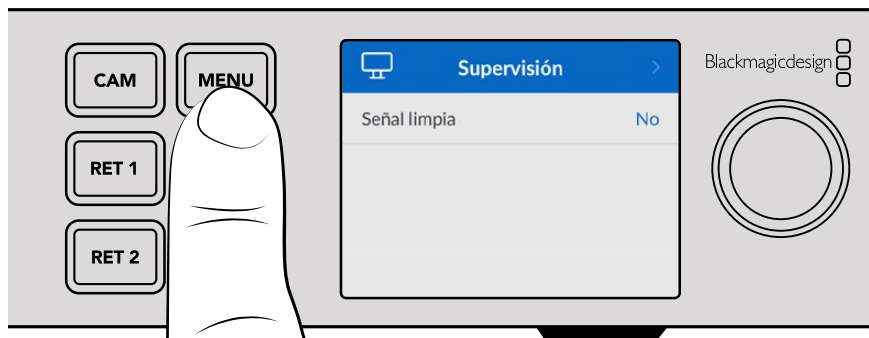 CAM
MENU
RET 1
RET 2
Supervisión
Señal limpia No
Blackmagicdesign